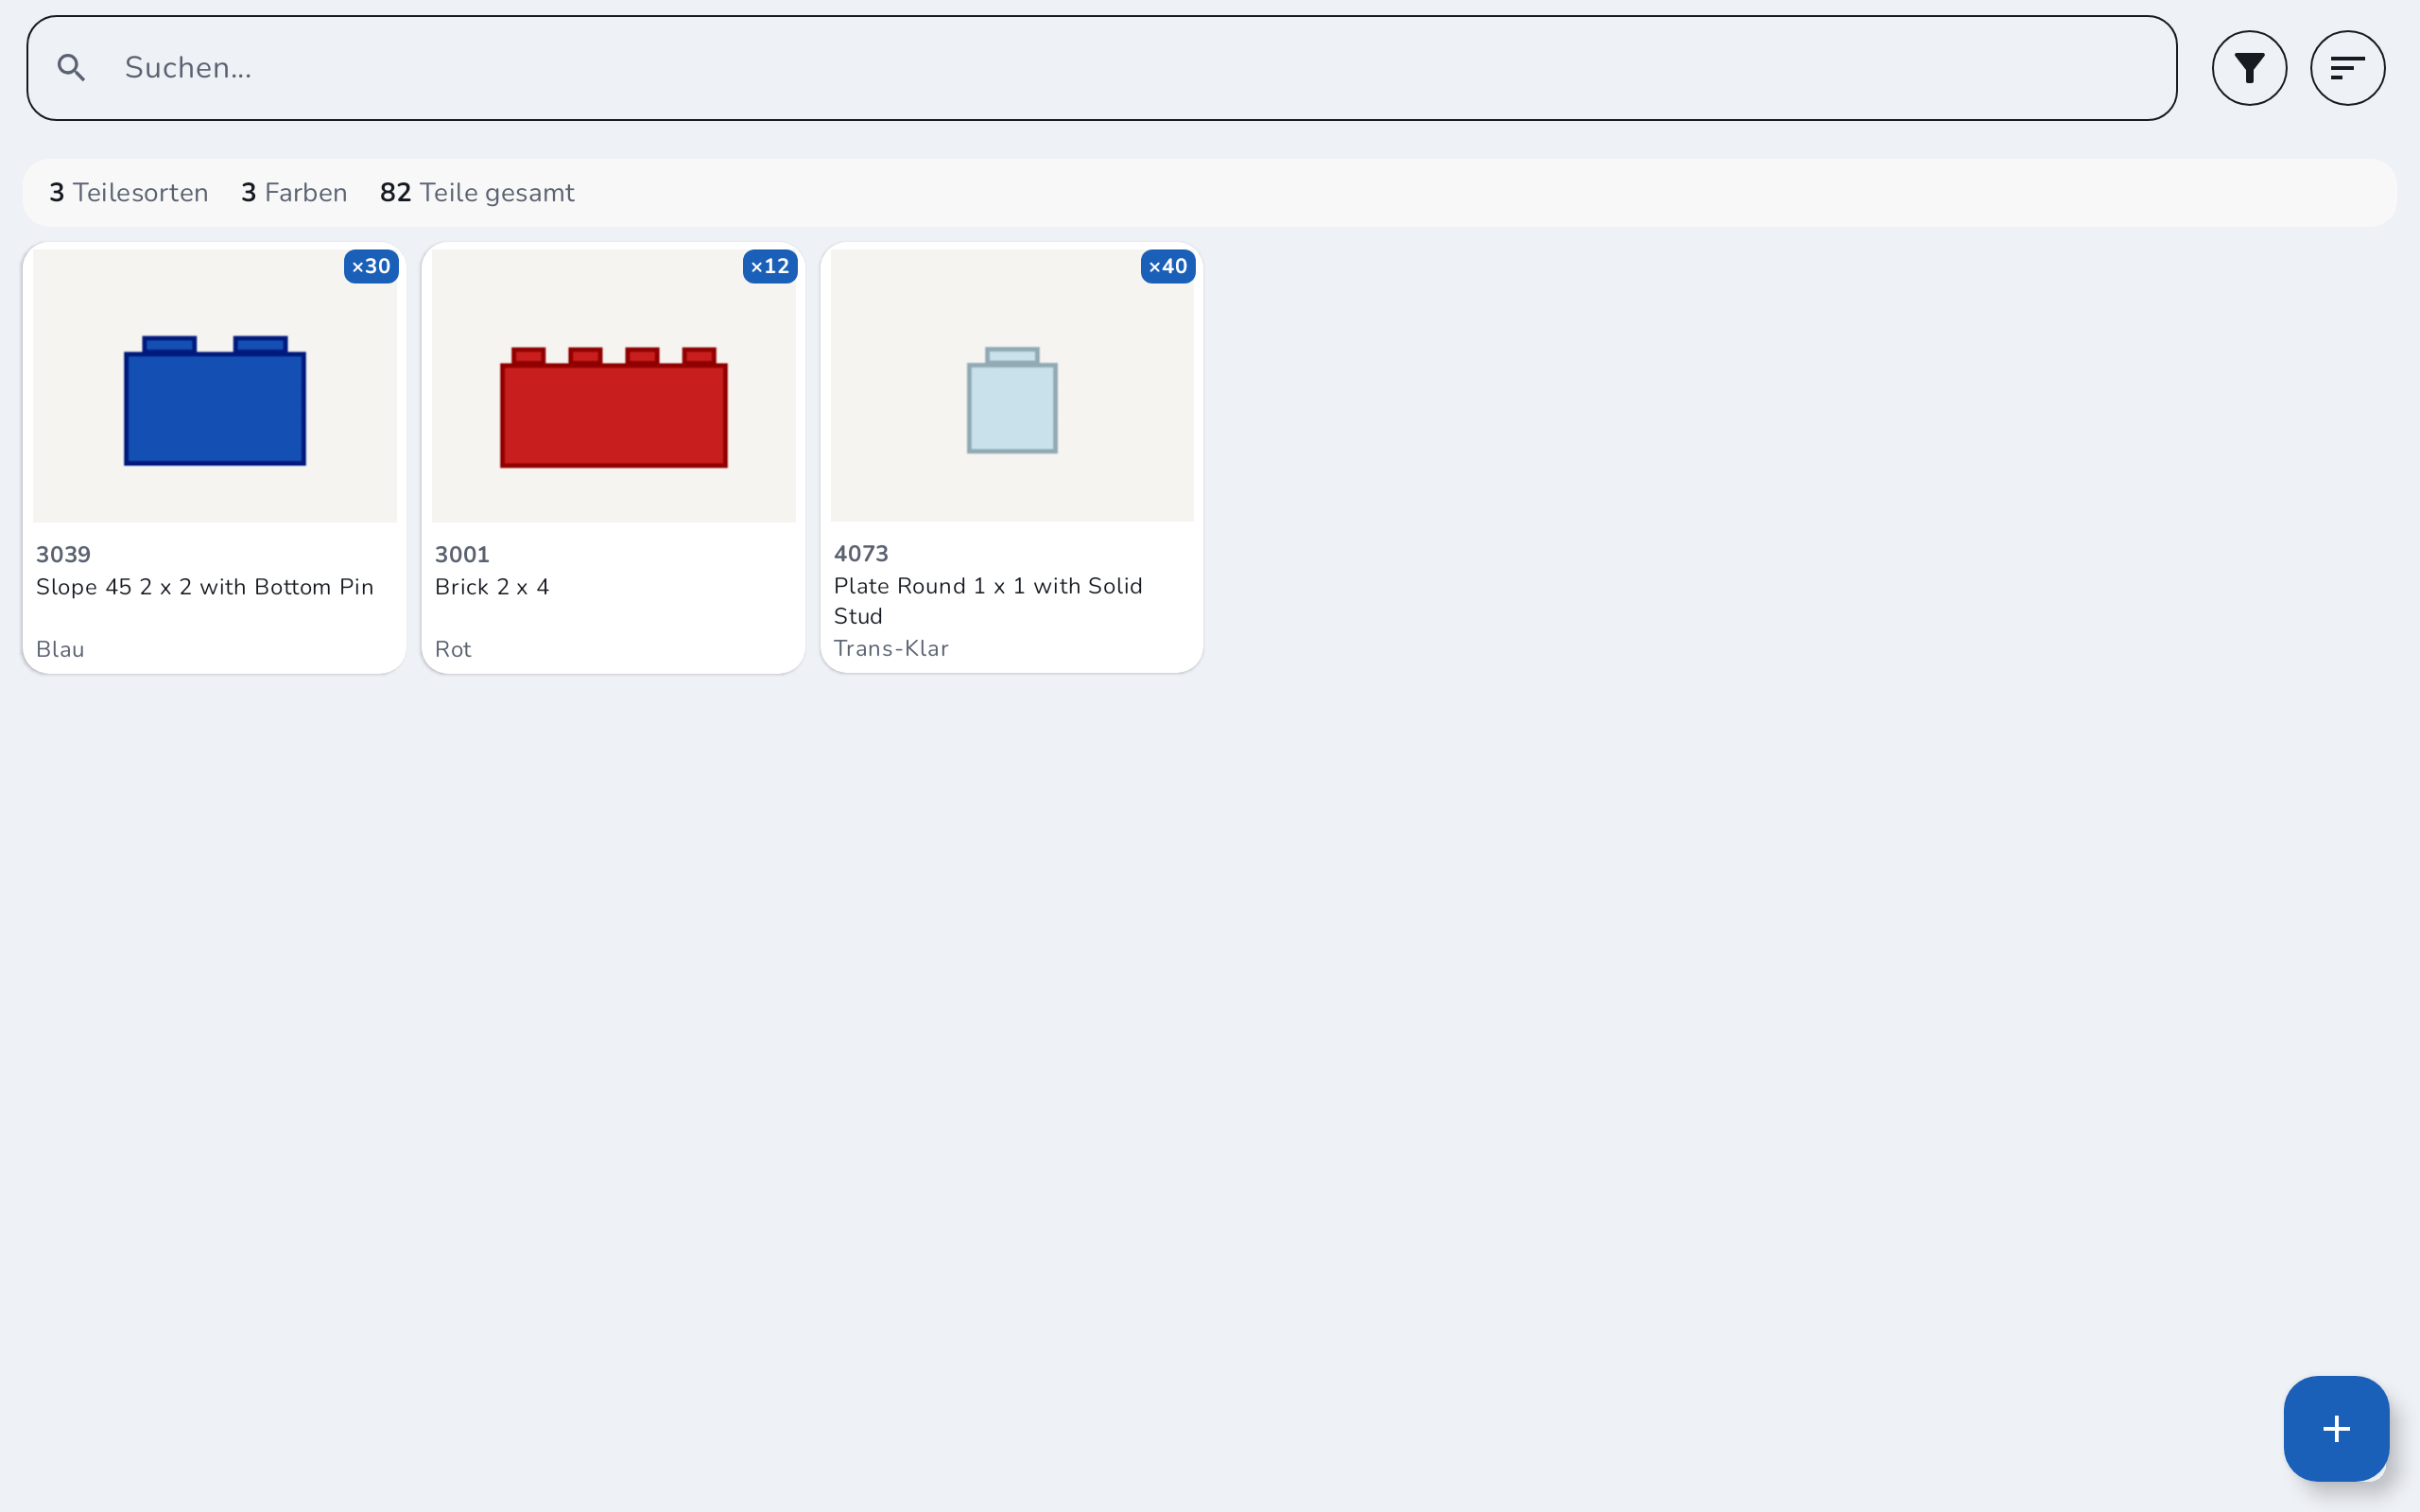 Suchen...
3 Teilesorten 3 Farben 82 Teile gesamt
×30
3039
Slope 45 2 x 2 with Bottom Pin
Blau
×12
3001
Brick 2 x 4
Rot
×40
4073
Plate Round 1 x 1 with Solid
Stud
Trans-Klar